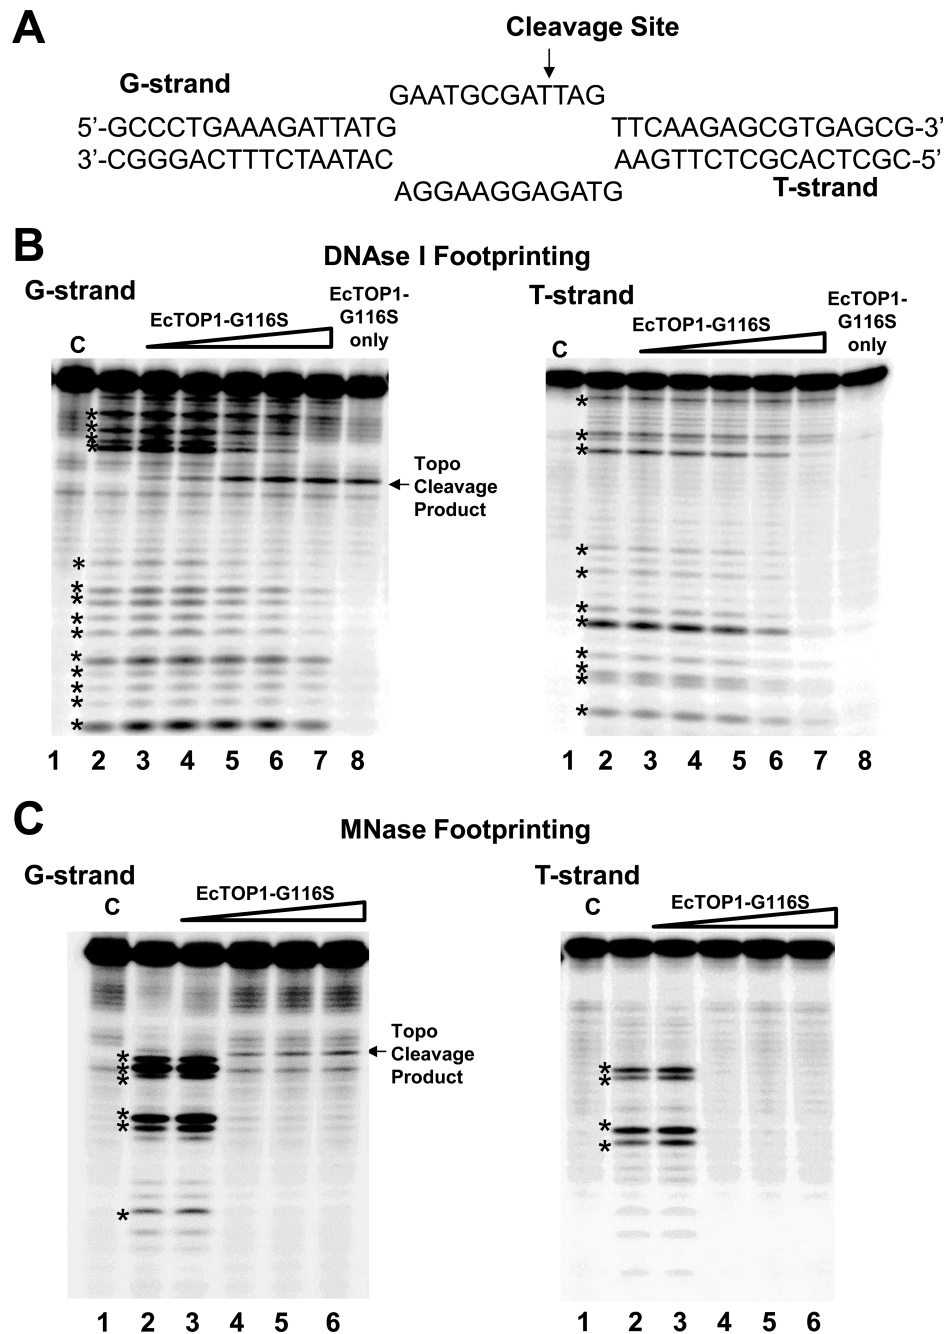 A
Cleavage Site
G-strand
GAATGCGATTAG
5’-GCCCTGAAAGATTATG TTCAAGAGCGTGAGCG-3’
3’-CGGGACTTTCTAATAC AAGTTCTCGCACTCGC-5’
AGGAAGGAGATG
T-strand
B
DNAse I Footprinting
G-strand
C
EcTOP1-G116S
EcTOP1-
G116S
only
T-strand
C
EcTOP1-G116S
EcTOP1-
G116S
only
*
*
*
*
*
*
*
*
*
*
*
*
*
*
Topo
Cleavage
Product
*
*
*
*
*
*
*
*
*
*
*
1 2 3 4 5 6 7 8
1 2 3 4 5 6 7 8
C
MNase Footprinting
G-strand
C
EcTOP1-G116S
T-strand
C
EcTOP1-G116S
*
*
*
*
*
*
Topo
Cleavage
Product
*
*
*
*
1 2 3 4 5 6
1 2 3 4 5 6